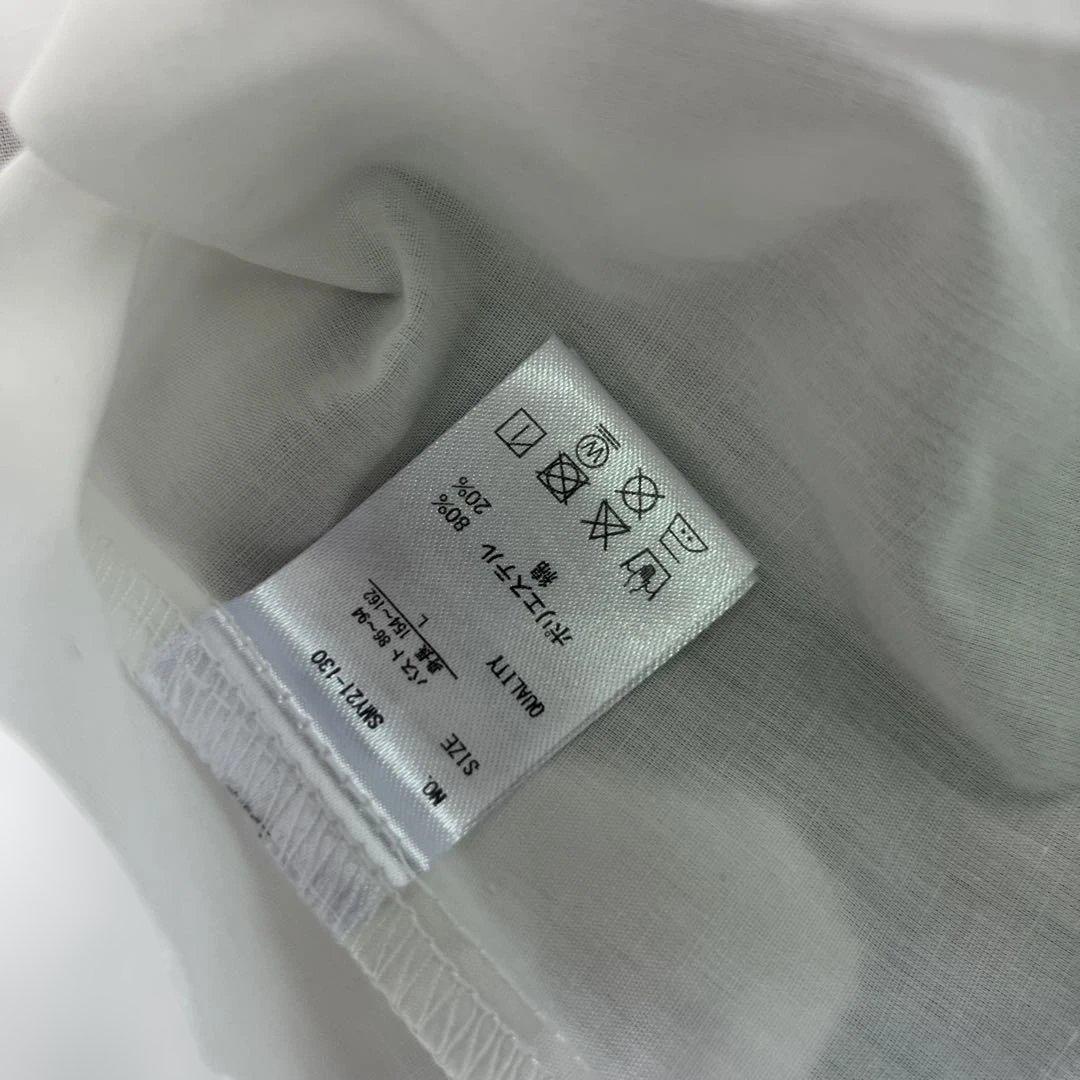 NO. SMY21-130
SIZE バスト 86~94
身長 154~162
L
QUALITY ポリエステル 80%
綿 20%
W